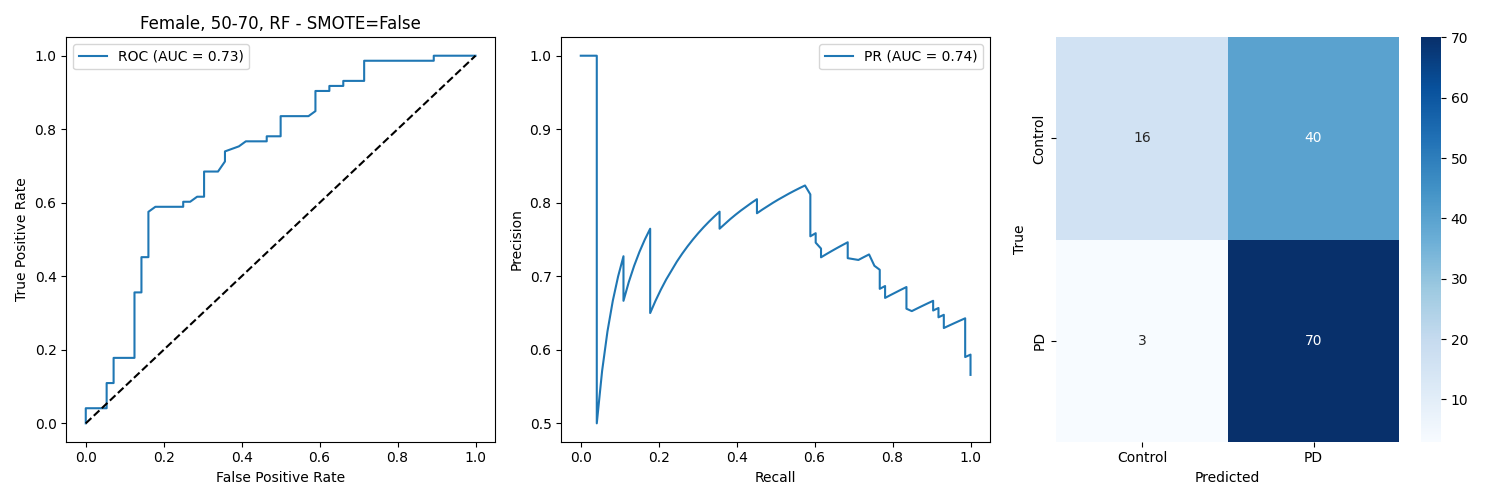 Female, 50-70, RF - SMOTE=False
ROC (AUC = 0.73)
1.0
0.8
0.6
0.4
0.2
0.0
True Positive Rate
0.0 0.2 0.4 0.6 0.8 1.0
False Positive Rate
PR (AUC = 0.74)
1.0
0.9
0.8
0.7
0.6
0.5
Precision
0.0 0.2 0.4 0.6 0.8 1.0
Recall
True
Control
PD
16 40
3 70
Control PD
Predicted
70
60
50
40
30
20
10